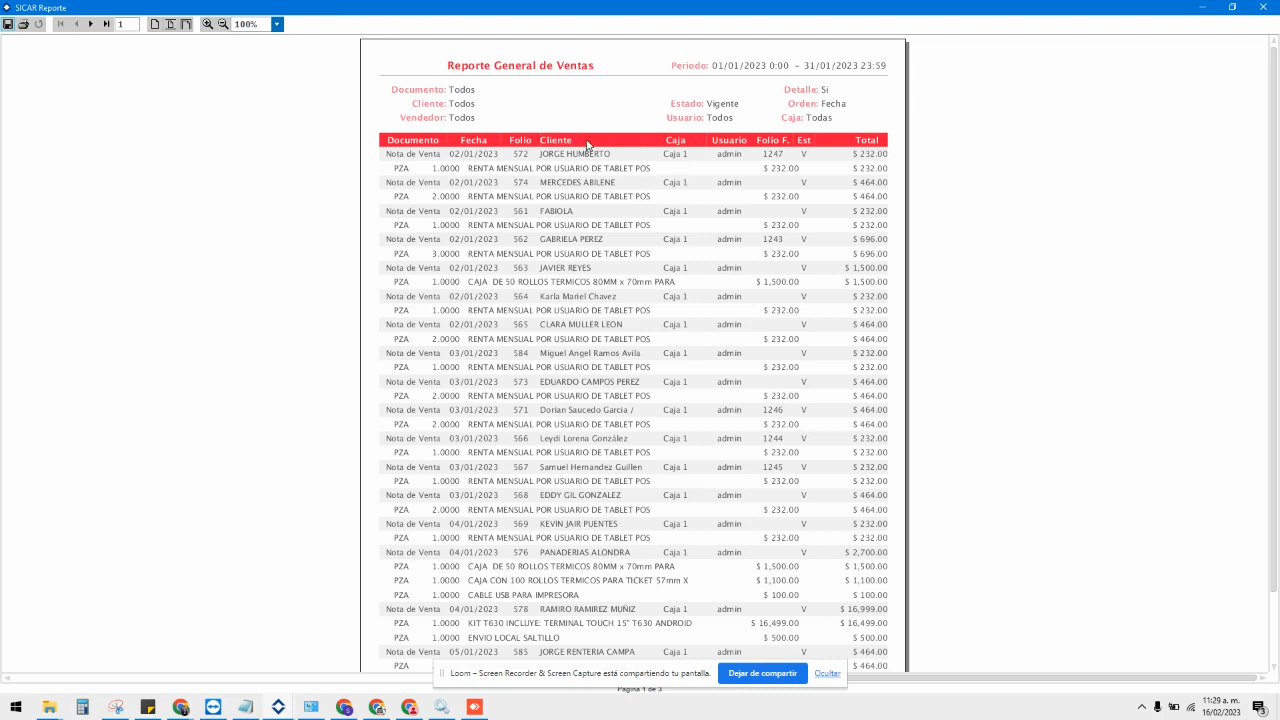 SICAR Reporte
1
100%
Reporte General de Ventas Periodo: 01/01/2023 0:00 - 31/01/2023 23:59
Documento: Todos Detalle: Si
Cliente: Todos Estado: Vigente Orden: Fecha
Vendedor: Todos Usuario: Todos Caja: Todas
Documento Fecha Folio Cliente Caja Usuario Folio F. Est Total
Nota de Venta 02/01/2023 572 JORGE HUMBERTO Caja 1 admin 1247 V $ 232.00
PZA 1.0000 RENTA MENSUAL POR USUARIO DE TABLET POS $ 232.00 $ 232.00
Nota de Venta 02/01/2023 574 MERCEDES ABILENE Caja 1 admin V $ 464.00
PZA 2.0000 RENTA MENSUAL POR USUARIO DE TABLET POS $ 232.00 $ 464.00
Nota de Venta 02/01/2023 561 FABIOLA Caja 1 admin V $ 232.00
PZA 1.0000 RENTA MENSUAL POR USUARIO DE TABLET POS $ 232.00 $ 232.00
Nota de Venta 02/01/2023 562 GABRIELA PEREZ Caja 1 admin 1243 V $ 696.00
PZA 3.0000 RENTA MENSUAL POR USUARIO DE TABLET POS $ 232.00 $ 696.00
Nota de Venta 02/01/2023 563 JAVIER REYES Caja 1 admin V $ 1,500.00
PZA 1.0000 CAJA DE 50 ROLLOS TERMICOS 80MM x 70mm PARA $ 1,500.00 $ 1,500.00
Nota de Venta 02/01/2023 564 Karla Mariel Chavez Caja 1 admin V $ 232.00
PZA 1.0000 RENTA MENSUAL POR USUARIO DE TABLET POS $ 232.00 $ 232.00
Nota de Venta 02/01/2023 565 CLARA MULLER LEON Caja 1 admin V $ 464.00
PZA 2.0000 RENTA MENSUAL POR USUARIO DE TABLET POS $ 232.00 $ 464.00
Nota de Venta 03/01/2023 584 Miguel Angel Ramos Avila Caja 1 admin V $ 232.00
PZA 1.0000 RENTA MENSUAL POR USUARIO DE TABLET POS $ 232.00 $ 232.00
Nota de Venta 03/01/2023 573 EDUARDO CAMPOS PEREZ Caja 1 admin V $ 464.00
PZA 2.0000 RENTA MENSUAL POR USUARIO DE TABLET POS $ 232.00 $ 464.00
Nota de Venta 03/01/2023 571 Dorian Saucedo Garcia / Caja 1 admin 1246 V $ 464.00
PZA 2.0000 RENTA MENSUAL POR USUARIO DE TABLET POS $ 232.00 $ 464.00
Nota de Venta 03/01/2023 566 Leydi Lorena González Caja 1 admin 1244 V $ 232.00
PZA 1.0000 RENTA MENSUAL POR USUARIO DE TABLET POS $ 232.00 $ 232.00
Nota de Venta 03/01/2023 567 Samuel Hernandez Guillen Caja 1 admin 1245 V $ 232.00
PZA 1.0000 RENTA MENSUAL POR USUARIO DE TABLET POS $ 232.00 $ 232.00
Nota de Venta 03/01/2023 568 EDDY GIL GONZALEZ Caja 1 admin V $ 464.00
PZA 2.0000 RENTA MENSUAL POR USUARIO DE TABLET POS $ 232.00 $ 464.00
Nota de Venta 04/01/2023 569 KEVIN JAIR PUENTES Caja 1 admin V $ 232.00
PZA 1.0000 RENTA MENSUAL POR USUARIO DE TABLET POS $ 232.00 $ 232.00
Nota de Venta 04/01/2023 576 PANADERIAS ALONDRA Caja 1 admin V $ 2,700.00
PZA 1.0000 CAJA DE 50 ROLLOS TERMICOS 80MM x 70mm PARA $ 1,500.00 $ 1,500.00
PZA 1.0000 CAJA CON 100 ROLLOS TERMICOS PARA TICKET 57mm X $ 1,100.00 $ 1,100.00
PZA 1.0000 CABLE USB PARA IMPRESORA $ 100.00 $ 100.00
Nota de Venta 04/01/2023 578 RAMIRO RAMIREZ MUÑIZ Caja 1 admin V $ 16,999.00
PZA 1.0000 KIT T630 INCLUYE: TERMINAL TOUCH 15" T630 ANDROID $ 16,499.00 $ 16,499.00
PZA 1.0000 ENVIO LOCAL SALTILLO $ 500.00 $ 500.00
Nota de Venta 05/01/2023 585 JORGE RENTERIA CAMPA Caja 1 admin V $ 464.00
PZA $ 464.00
Loom – Screen Recorder & Screen Capture está compartiendo tu pantalla. Dejar de compartir Ocultar
Página 1 de 3
11:29 a. m.
16/02/2023
3